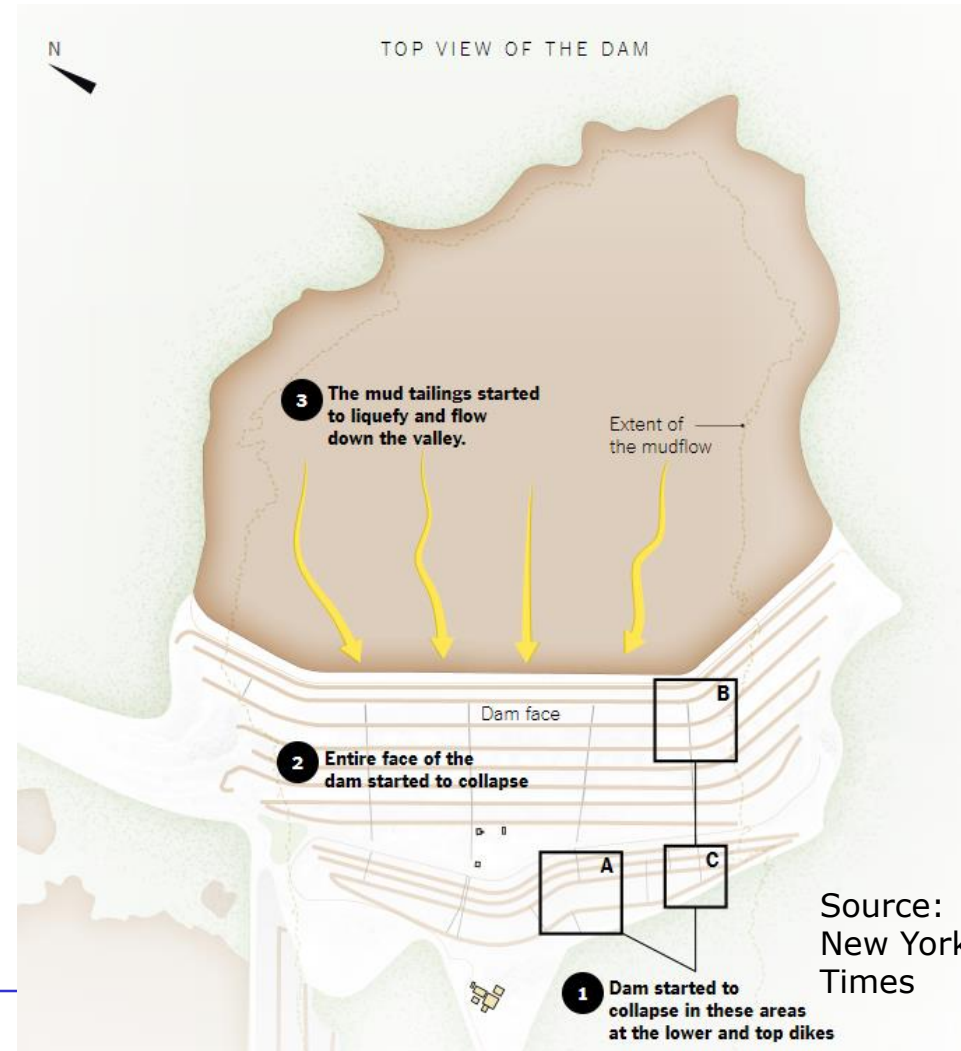 N
TOP VIEW OF THE DAM
3
The mud tailings started
to liquefy and flow
down the valley.
Extent of
the mudflow
B
Dam face
2
Entire face of the
dam started to collapse
A
C
Source:
New York
Times
1
Dam started to
collapse in these areas
at the lower and top dikes